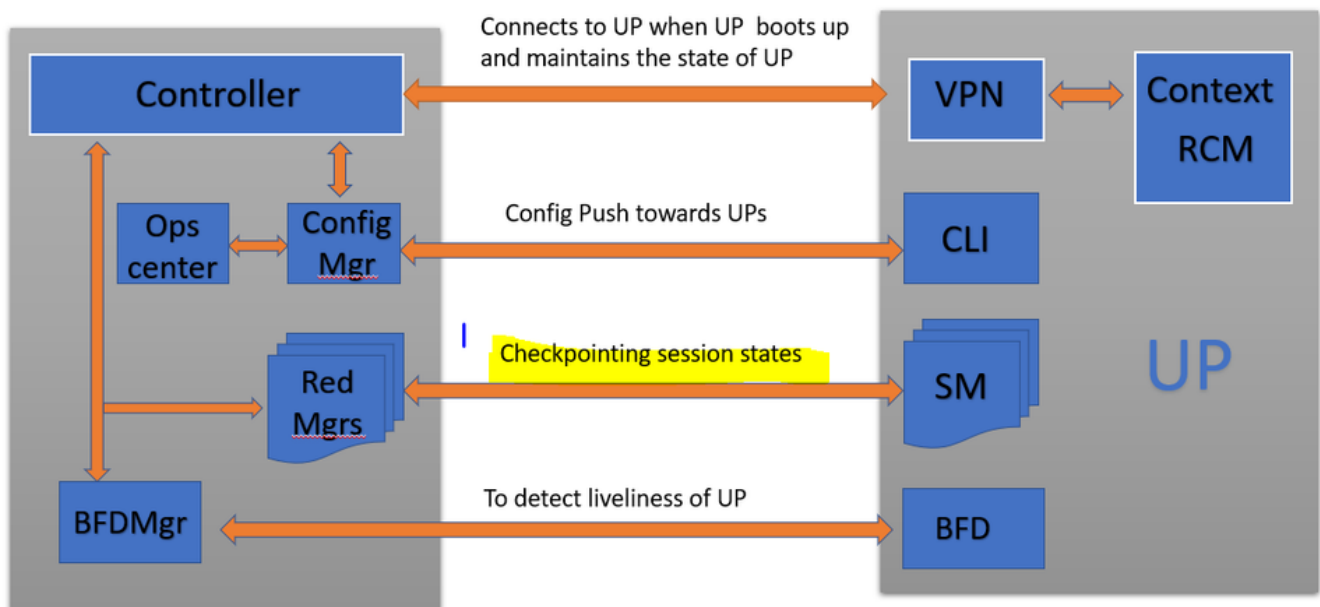 Connects to UP when UP boots up
and maintains the state of UP
Controller
VPN
Context
RCM
Ops
center
Config
Mgr
Config Push towards UPs
CLI
Checkpointing session states
Red
Mgrs
SM
UP
To detect liveliness of UP
BFDMgr
BFD